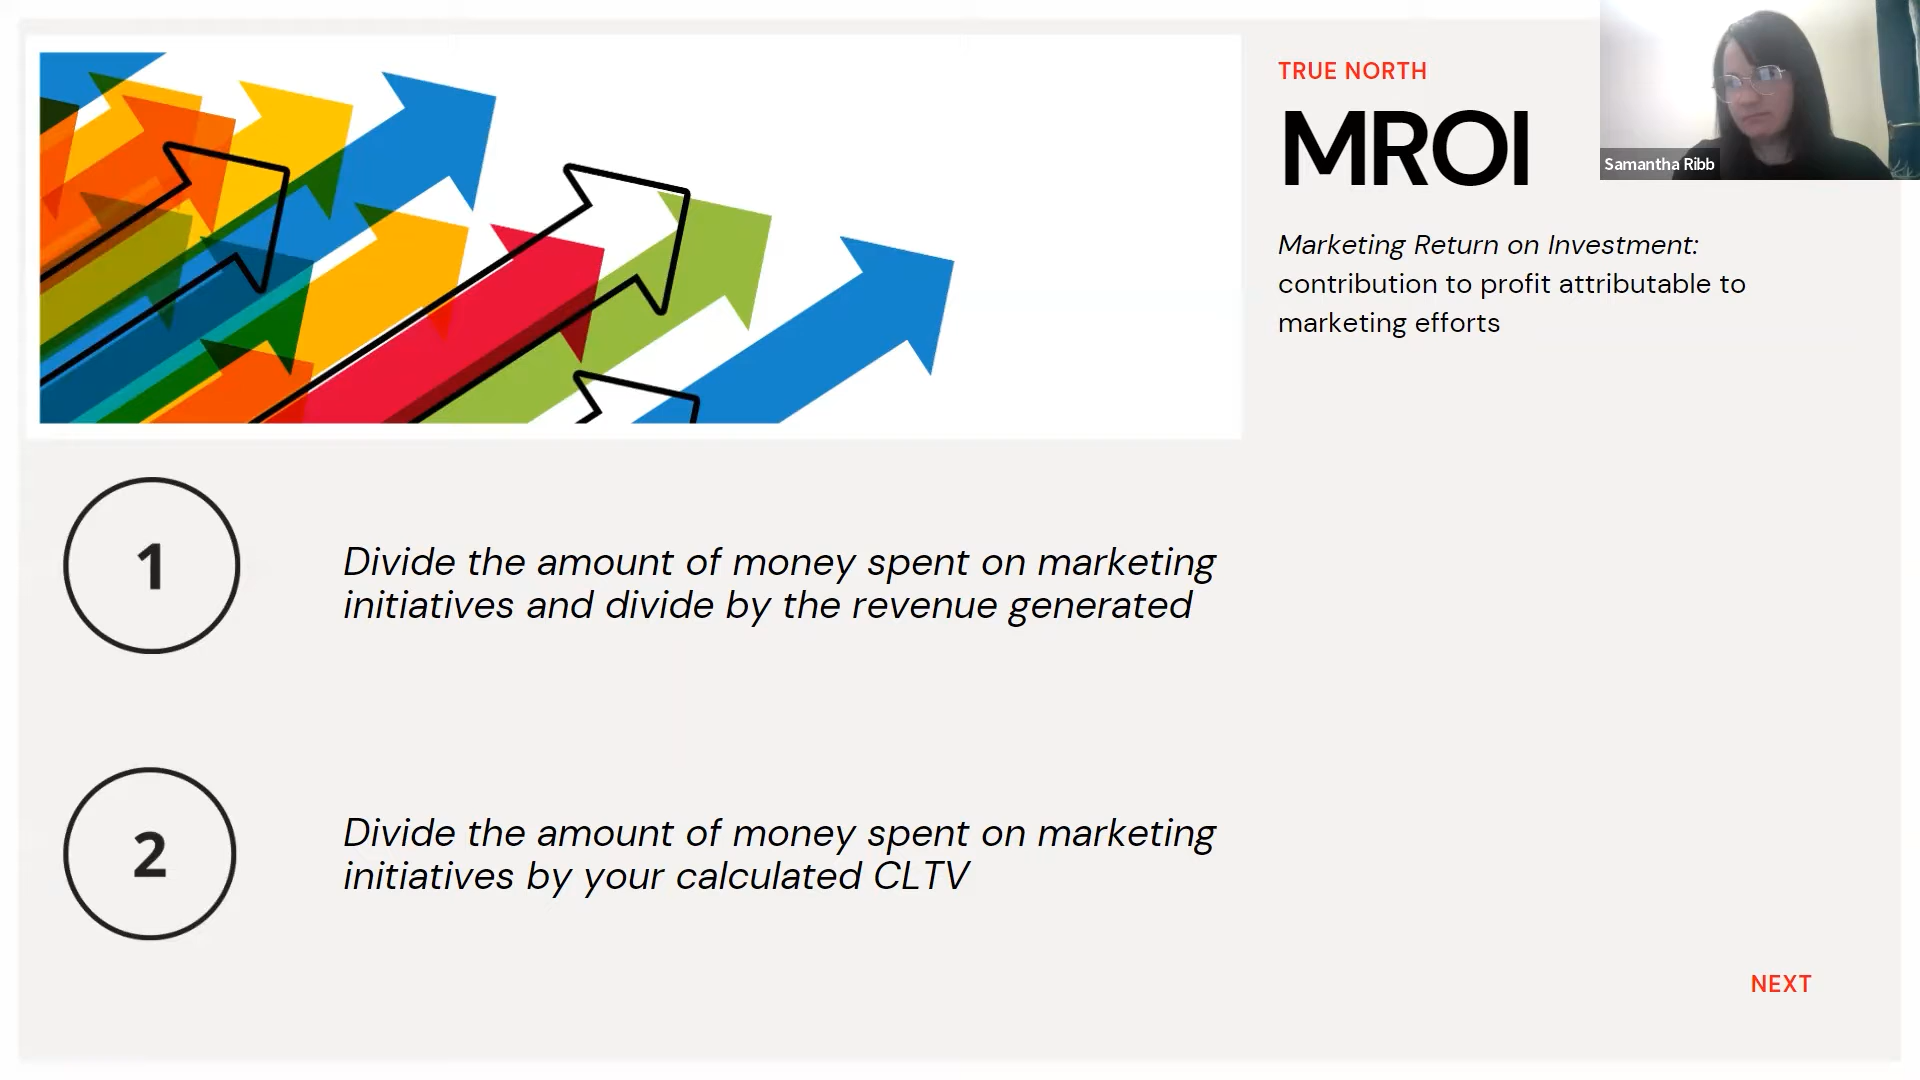 TRUE NORTH
MROI
Samantha Ribb
Marketing Return on Investment:
contribution to profit attributable to
marketing efforts
1
Divide the amount of money spent on marketing
initiatives and divide by the revenue generated
2
Divide the amount of money spent on marketing
initiatives by your calculated CLTV
NEXT